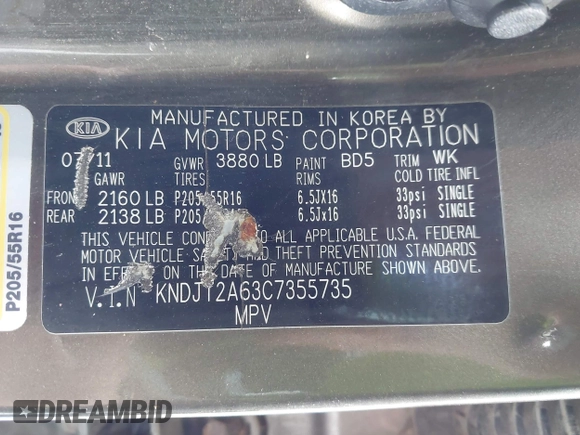 MANUFACTURED IN KOREA BY
KIA KIA MOTORS CORPORATION
GVWR 3880 LB PAINT BD5 TRIM WK
GAWR TIRES RIMS COLD TIRE INFL
FRONT 2160 LB 6.5JX16 33psi SINGLE
REAR 2138 LB 6.5Jx16 33psi SINGLE
THIS VEHICLE TO ALL APPLICABLE U.S.A. FEDERAL
MOTOR VEHICLE AND THEFT PREVENTION STANDARDS
IN ON THE DATE OF MANUFACTURE SHOWN ABOVE.
V.I.N KNDJT2A63C7355735
MPV
P205/55R16
DREAMBID